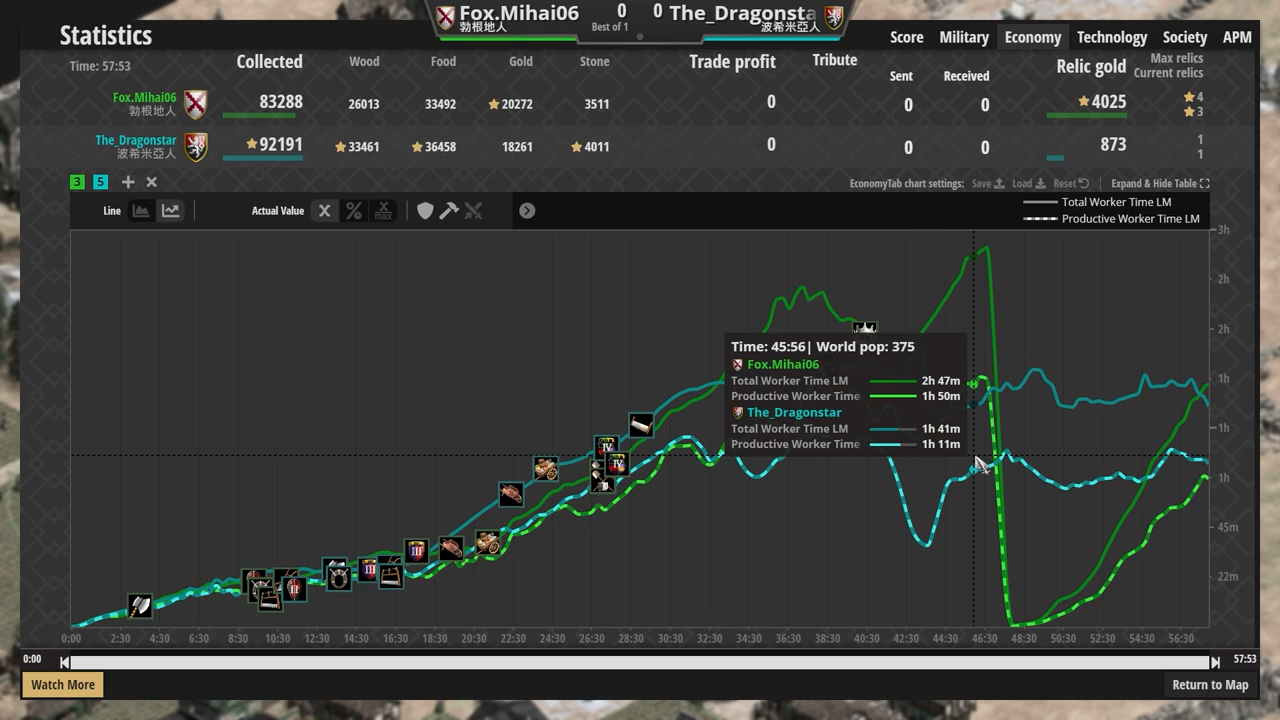 Fox.Mihai06 0 0 The_Dragonsta
勃根地人 Best of 1 波希米亞人
Statistics
Score Military Economy Technology Society APM
Time: 57:53 Collected Wood Food Gold Stone Trade profit Tribute Sent Received Relic gold Max relics
Current relics
Fox.Mihai06 83288 26013 33492 20272 3511 0 0 0 4025 4
勃根地人 3
The_Dragonstar 92191 33461 36458 18261 4011 0 0 0 873 1
波希米亞人 1
3 5 EconomyTab chart settings: Save Load Reset Expand & Hide Table
Line Actual Value X % X/max Total Worker Time LM
Productive Worker Time LM
3h
2h
2h
1h
1h
1h
45m
22m
Time: 45:56| World pop: 375
Fox.Mihai06
Total Worker Time LM 2h 47m
Productive Worker Time 1h 50m
The_Dragonstar
Total Worker Time LM 1h 41m
Productive Worker Time 1h 11m
IV
IV
III
III
II
0:00 2:30 4:30 6:30 8:30 10:30 12:30 14:30 16:30 18:30 20:30 22:30 24:30 26:30 28:30 30:30 32:30 34:30 36:30 38:30 40:30 42:30 44:30 46:30 48:30 50:30 52:30 54:30 56:30
0:00 57:53
Watch More Return to Map